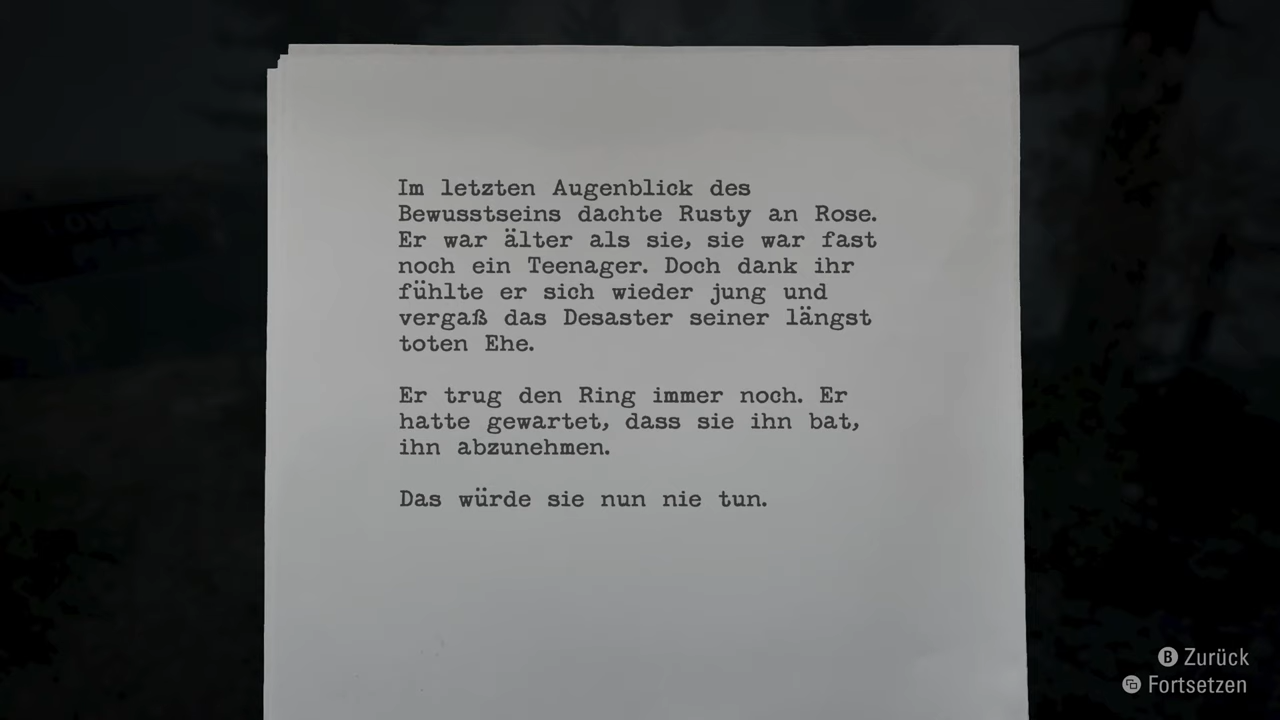 Im letzten Augenblick des
Bewusstseins dachte Rusty an Rose.
Er war älter als sie, sie war fast
noch ein Teenager. Doch dank ihr
fühlte er sich wieder jung und
vergaß das Desaster seiner längst
toten Ehe.
Er trug den Ring immer noch. Er
hatte gewartet, dass sie ihn bat,
ihn abzunehmen.
Das würde sie nun nie tun.
B Zurück
Fortsetzen